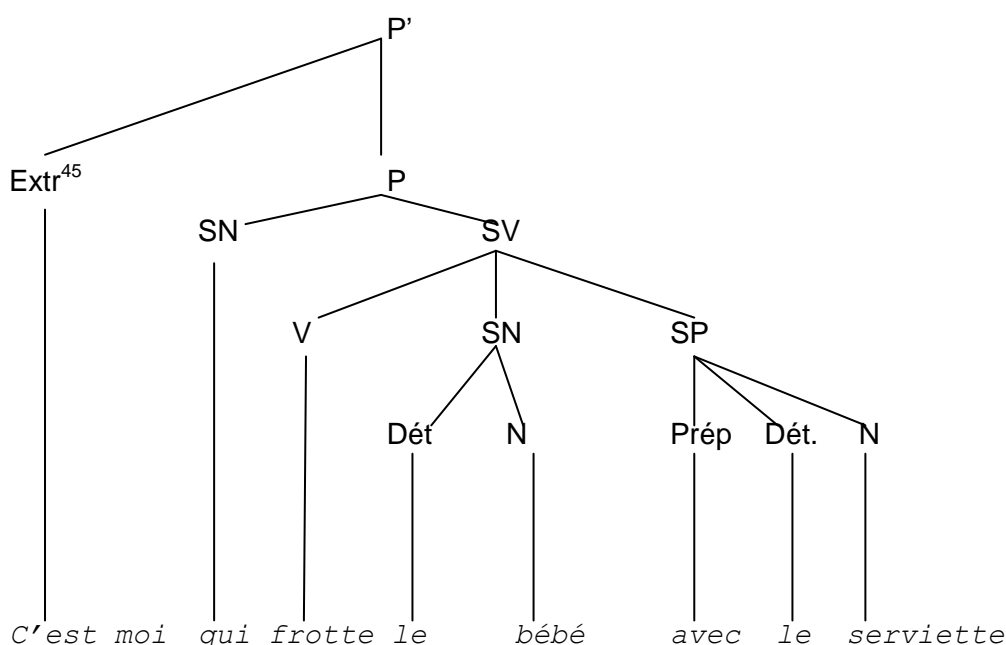 P’
Extr45 P
SN SV
V SN SP
Dét N Prép Dét. N
C’est moi qui frotte le bébé avec le serviette